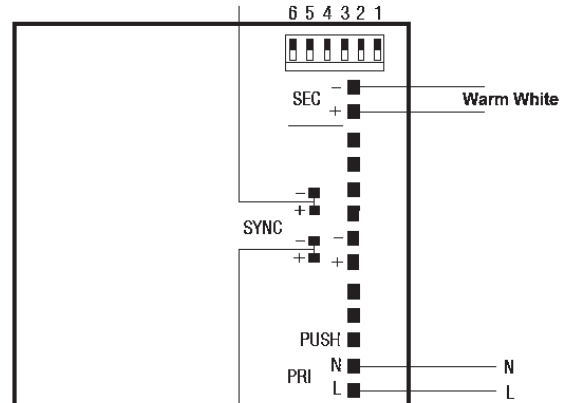 6 5 4 3 2 1
SEC - +
Warm White
- +
SYNC
- +
- +
PUSH
PRI N L
N
L